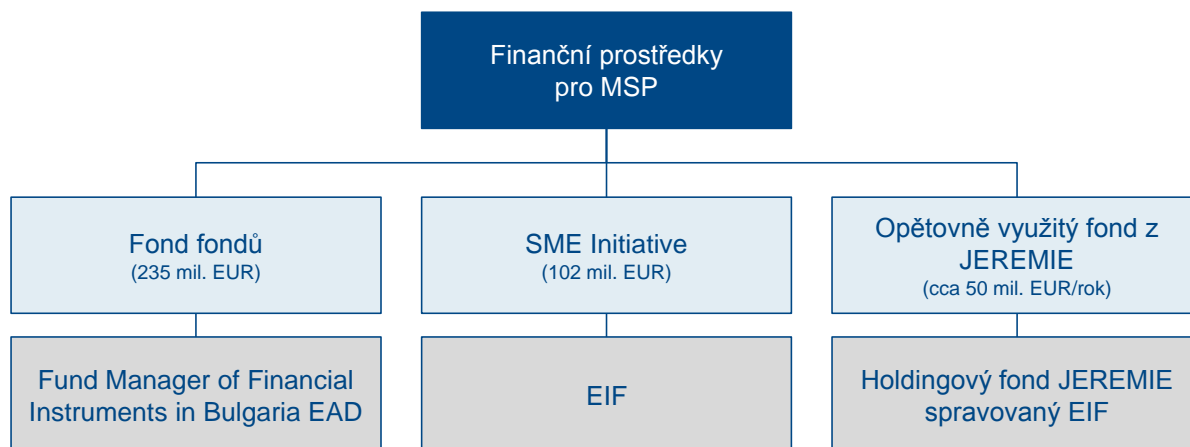 Finanční prostředky
pro MSP
Fond fondů
(235 mil. EUR)
SME Initiative
(102 mil. EUR)
Opětovně využitý fond z
JEREMIE
(cca 50 mil. EUR/rok)
Fund Manager of Financial
Instruments in Bulgaria EAD
EIF
Holdingový fond JEREMIE
spravovaný EIF